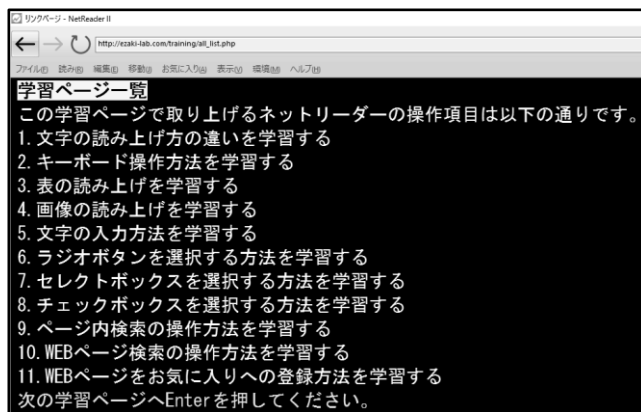 リンクページ - NetReader II
http://ezaki-lab.com/training/all_list.php
ファイル(F) 読み(R) 編集(E) 移動(J) お気に入り(A) 表示(V) 環境(M) ヘルプ(H)
学習ページ一覧
この学習ページで取り上げるネットリーダーの操作項目は以下の通りです。
1.文字の読み上げ方の違いを学習する
2.キーボード操作方法を学習する
3.表の読み上げを学習する
4.画像の読み上げを学習する
5.文字の入力方法を学習する
6.ラジオボタンを選択する方法を学習する
7.セレクトボックスを選択する方法を学習する
8.チェックボックスを選択する方法を学習する
9.ページ内検索の操作方法を学習する
10.WEBページ検索の操作方法を学習する
11.WEBページをお気に入りへの登録方法を学習する
次の学習ページへEnterを押してください。